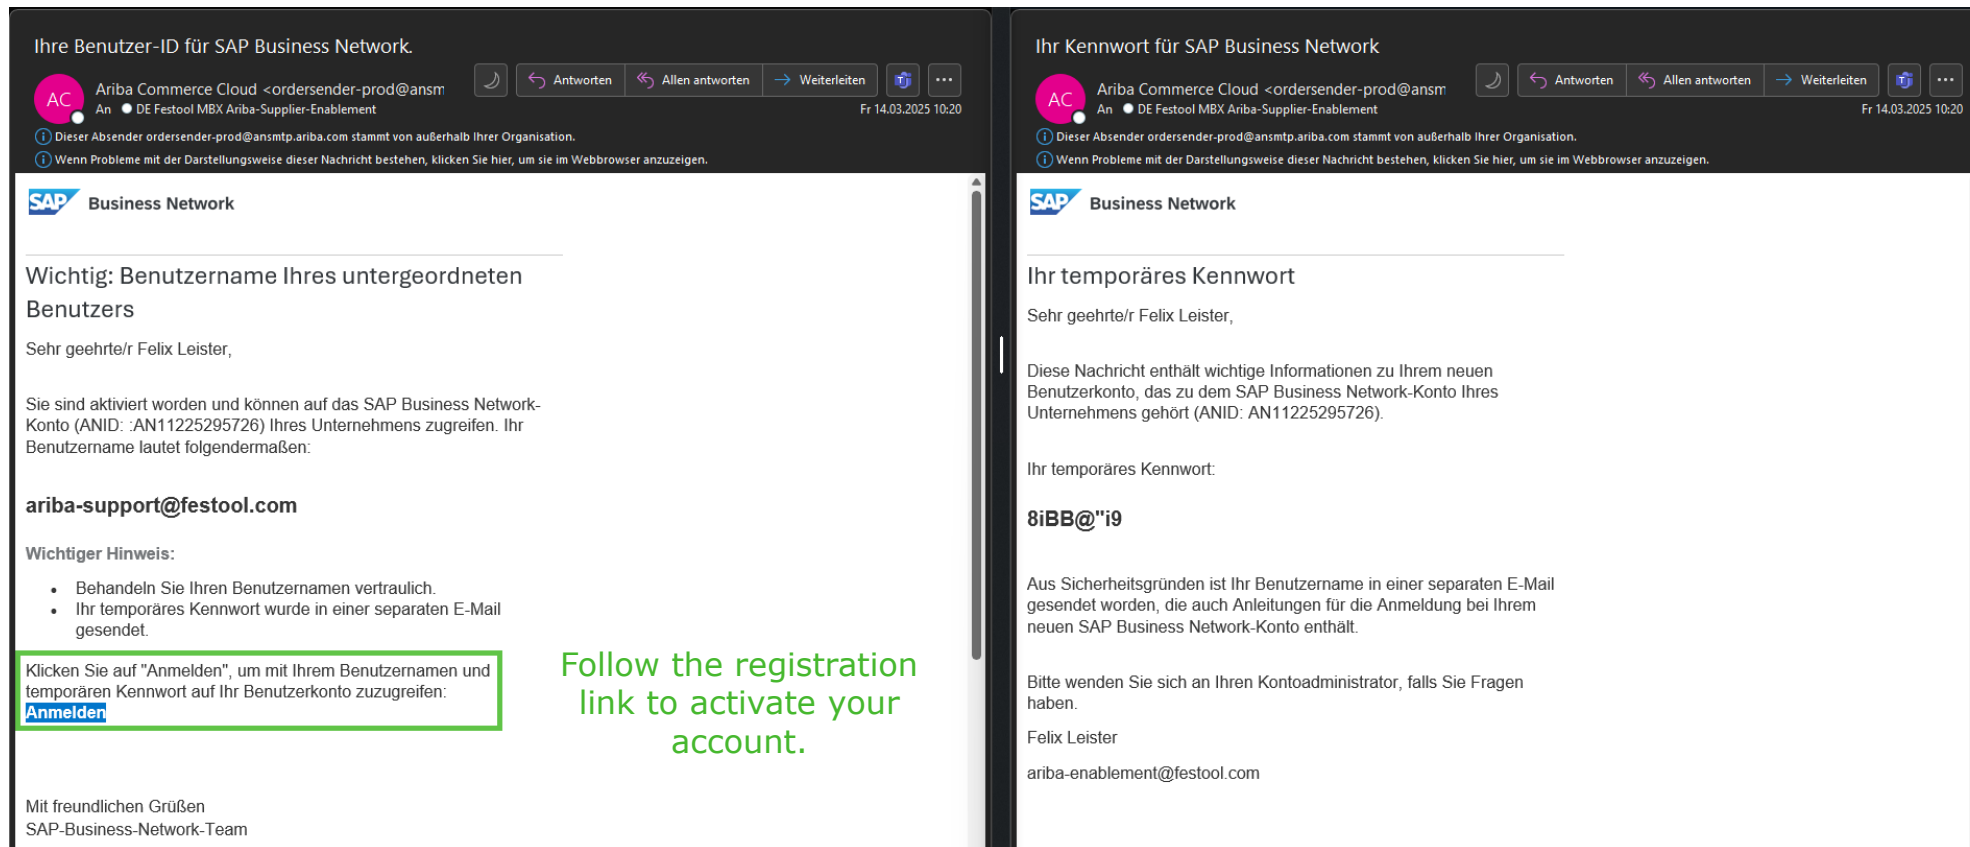 Ihre Benutzer-ID für SAP Business Network.
AC
Ariba Commerce Cloud <ordersender-prod@ansm
An DE Festool MBX Ariba-Supplier-Enablement
Antworten
Allen antworten
Weiterleiten
Fr 14.03.2025 10:20
Dieser Absender ordersender-prod@ansmtp.ariba.com stammt von außerhalb Ihrer Organisation.
Wenn Probleme mit der Darstellungsweise dieser Nachricht bestehen, klicken Sie hier, um sie im Webbrowser anzuzeigen.
SAP Business Network
Wichtig: Benutzername Ihres untergeordneten
Benutzers
Sehr geehrte/r Felix Leister,
Sie sind aktiviert worden und können auf das SAP Business Network-
Konto (ANID: :AN11225295726) Ihres Unternehmens zugreifen. Ihr
Benutzername lautet folgendermaßen:
ariba-support@festool.com
Wichtiger Hinweis:
• Behandeln Sie Ihren Benutzernamen vertraulich.
• Ihr temporäres Kennwort wurde in einer separaten E-Mail
gesendet.
Klicken Sie auf "Anmelden", um mit Ihrem Benutzernamen und
temporären Kennwort auf Ihr Benutzerkonto zuzugreifen:
Anmelden
Follow the registration
link to activate your
account.
Mit freundlichen Grüßen
SAP-Business-Network-Team
Ihr Kennwort für SAP Business Network
AC
Ariba Commerce Cloud <ordersender-prod@ansm
An DE Festool MBX Ariba-Supplier-Enablement
Antworten
Allen antworten
Weiterleiten
Fr 14.03.2025 10:20
Dieser Absender ordersender-prod@ansmtp.ariba.com stammt von außerhalb Ihrer Organisation.
Wenn Probleme mit der Darstellungsweise dieser Nachricht bestehen, klicken Sie hier, um sie im Webbrowser anzuzeigen.
SAP Business Network
Ihr temporäres Kennwort
Sehr geehrte/r Felix Leister,
Diese Nachricht enthält wichtige Informationen zu Ihrem neuen
Benutzerkonto, das zu dem SAP Business Network-Konto Ihres
Unternehmens gehört (ANID: AN11225295726).
Ihr temporäres Kennwort:
8iBB@"i9
Aus Sicherheitsgründen ist Ihr Benutzername in einer separaten E-Mail
gesendet worden, die auch Anleitungen für die Anmeldung bei Ihrem
neuen SAP Business Network-Konto enthält.
Bitte wenden Sie sich an Ihren Kontoadministrator, falls Sie Fragen
haben.
Felix Leister
ariba-enablement@festool.com